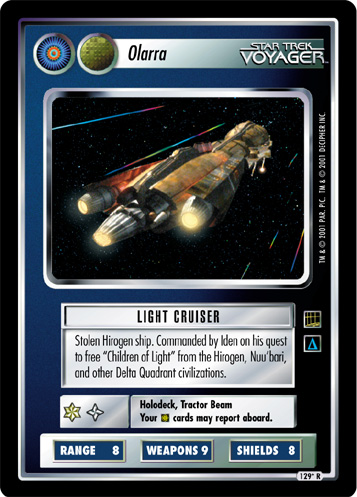 Olarra
STAR TREK
VOYAGER
TM & © 2001 PAR. PIC. TM & © 2001 DECIPHER INC.
LIGHT CRUISER
Stolen Hirogen ship. Commanded by Iden on his quest
to free “Children of Light” from the Hirogen, Nuu’bari,
and other Delta Quadrant civilizations.
Δ
Holodeck, Tractor Beam
Your cards may report aboard.
RANGE 8 WEAPONS 9 SHIELDS 8
129* R